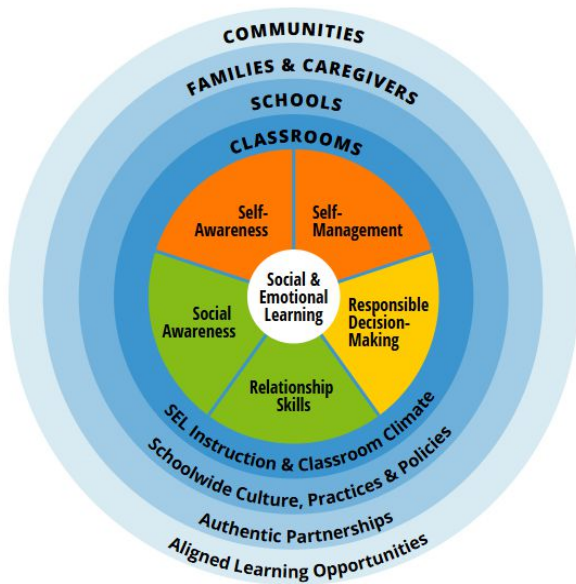 COMMUNITIES
FAMILIES & CAREGIVERS
SCHOOLS
CLASSROOMS
Self-
Awareness
Self-
Management
Social &
Emotional
Learning
Social
Awareness
Responsible
Decision-
Making
Relationship
Skills
SEL Instruction & Classroom Climate
Schoolwide Culture, Practices & Policies
Authentic Partnerships
Aligned Learning Opportunities